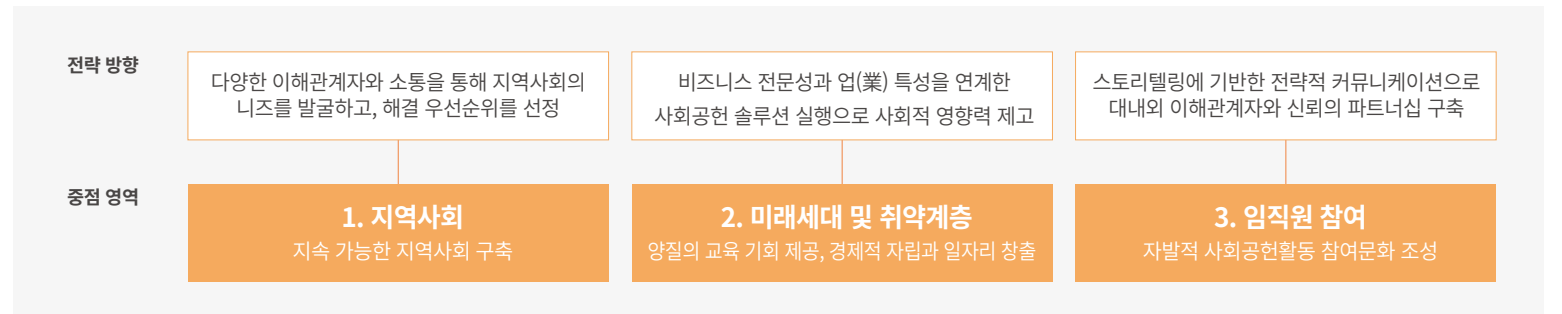 전략 방향
다양한 이해관계자와 소통을 통해 지역사회의
니즈를 발굴하고, 해결 우선순위를 선정
비즈니스 전문성과 업(業) 특성을 연계한
사회공헌 솔루션 실행으로 사회적 영향력 제고
스토리텔링에 기반한 전략적 커뮤니케이션으로
대내외 이해관계자와 신뢰의 파트너십 구축
중점 영역
1. 지역사회
지속 가능한 지역사회 구축
2. 미래세대 및 취약계층
양질의 교육 기회 제공, 경제적 자립과 일자리 창출
3. 임직원 참여
자발적 사회공헌활동 참여문화 조성